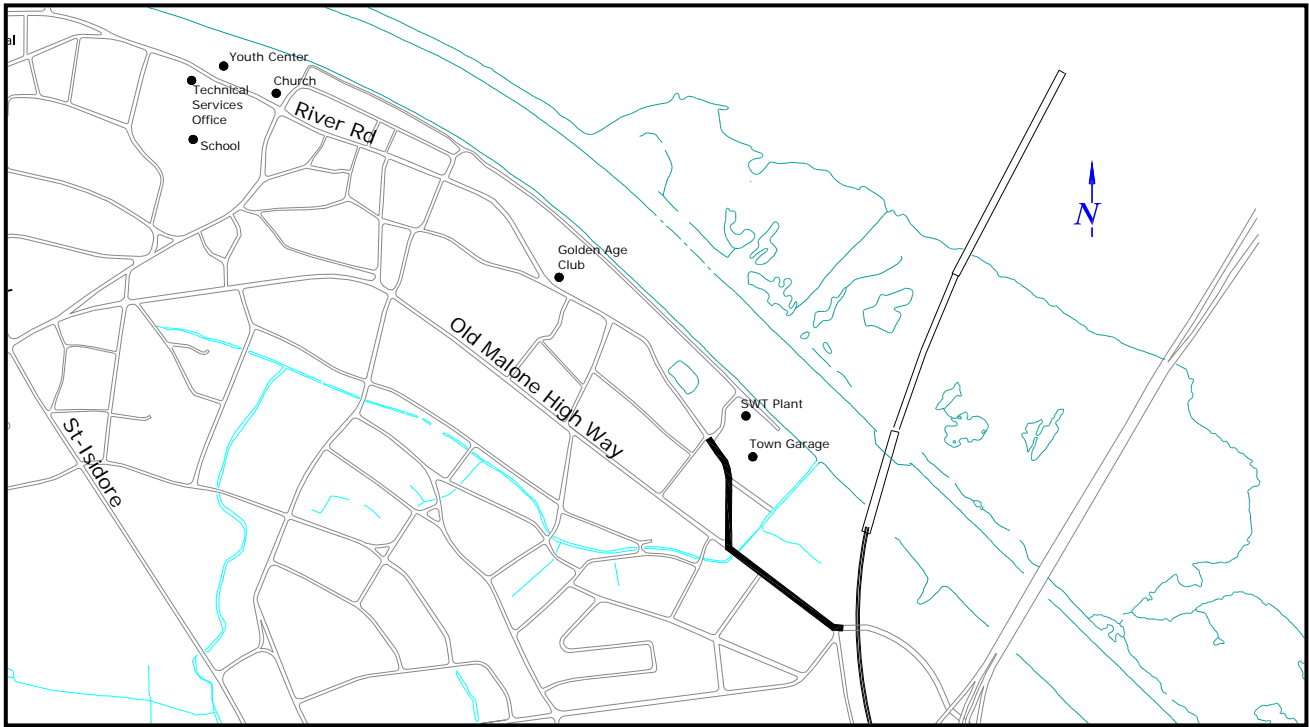 al
Youth Center
Church
Technical
Services
Office
School
River Rd
N
Golden Age
Club
Old Malone High Way
SWT Plant
Town Garage
St-Isidore